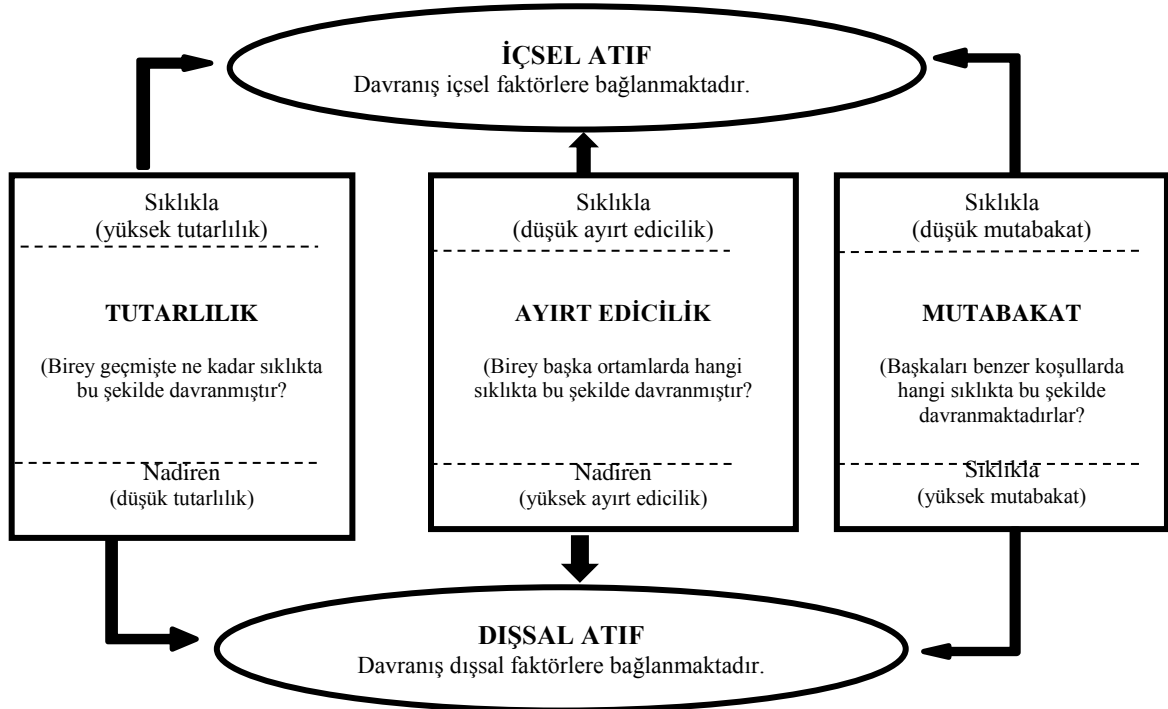 İÇSEL ATIF
Davranış içsel faktörlere bağlanmaktadır.
Sıklıkla
(yüksek tutarlılık)
TUTARLILIK
(Birey geçmişte ne kadar sıklıkta
bu şekilde davranmıştır?
Nadiren
(düşük tutarlılık)
Sıklıkla
(düşük ayırt edicilik)
AYIRT EDİCİLİK
(Birey başka ortamlarda hangi
sıklıkta bu şekilde davranmıştır?
Nadiren
(yüksek ayırt edicilik)
Sıklıkla
(düşük mutabakat)
MUTABAKAT
(Başkaları benzer koşullarda
hangi sıklıkta bu şekilde
davranmaktadırlar?
Sıklıkla
(yüksek mutabakat)
DIŞSAL ATIF
Davranış dışsal faktörlere bağlanmaktadır.